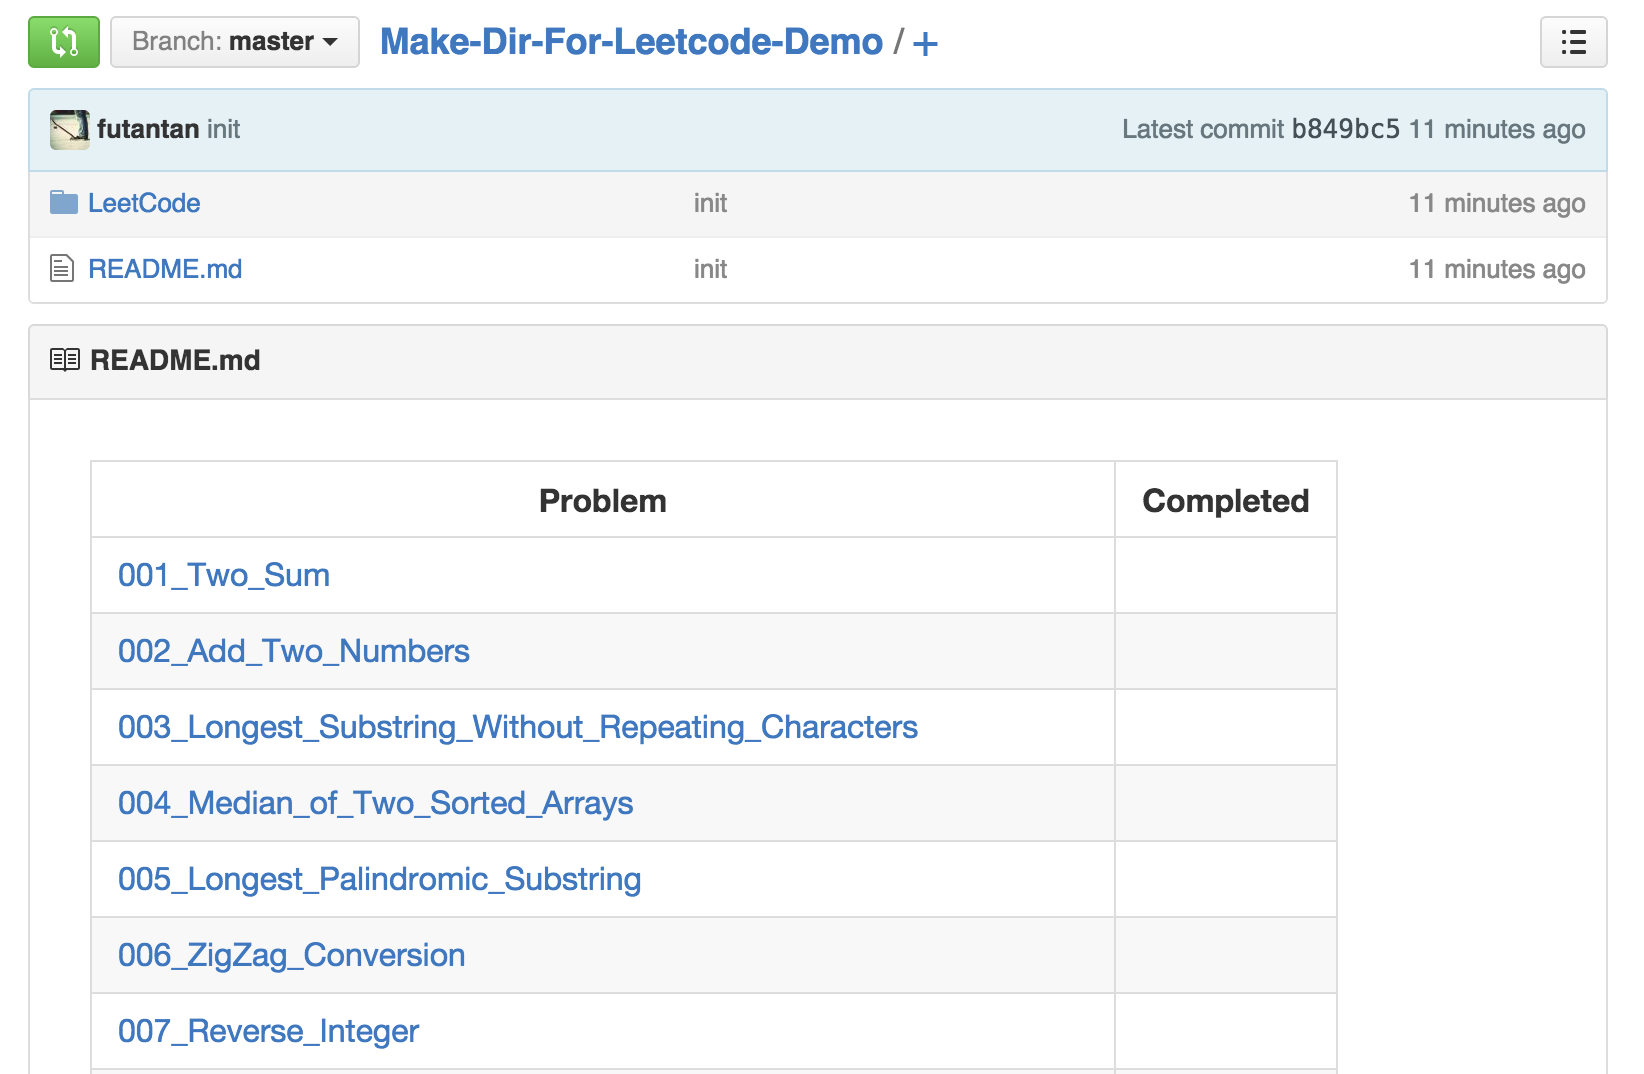 Branch: master Make-Dir-For-Leetcode-Demo / +
futantan init Latest commit b849bc5 11 minutes ago
LeetCode init 11 minutes ago
README.md init 11 minutes ago
README.md
Problem Completed
001_Two_Sum
002_Add_Two_Numbers
003_Longest_Substring_Without_Repeating_Characters
004_Median_of_Two_Sorted_Arrays
005_Longest_Palindromic_Substring
006_ZigZag_Conversion
007_Reverse_Integer